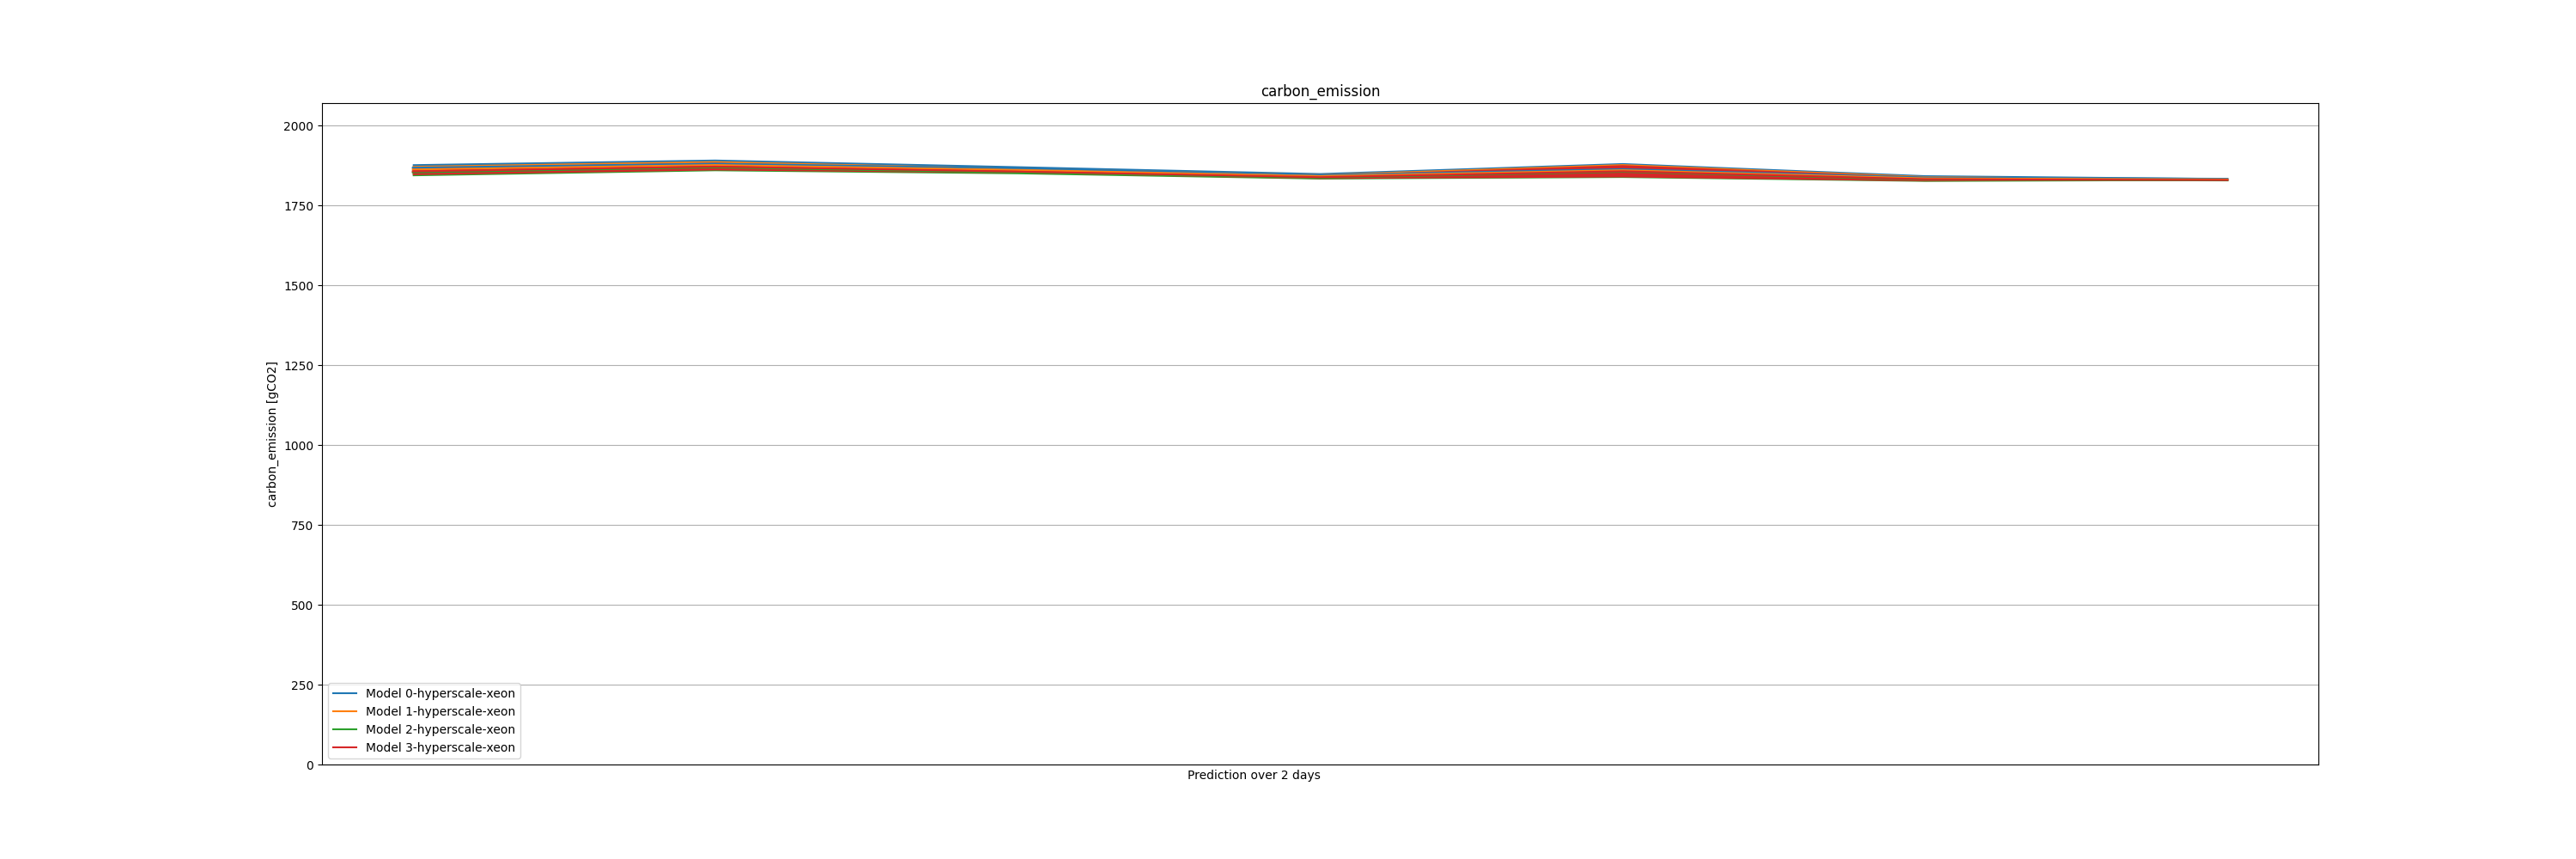 carbon_emission
2000
1750
1500
1250
1000
750
500
250
0
carbon_emission [gCO2]
Model 0-hyperscale-xeon
Model 1-hyperscale-xeon
Model 2-hyperscale-xeon
Model 3-hyperscale-xeon
Prediction over 2 days